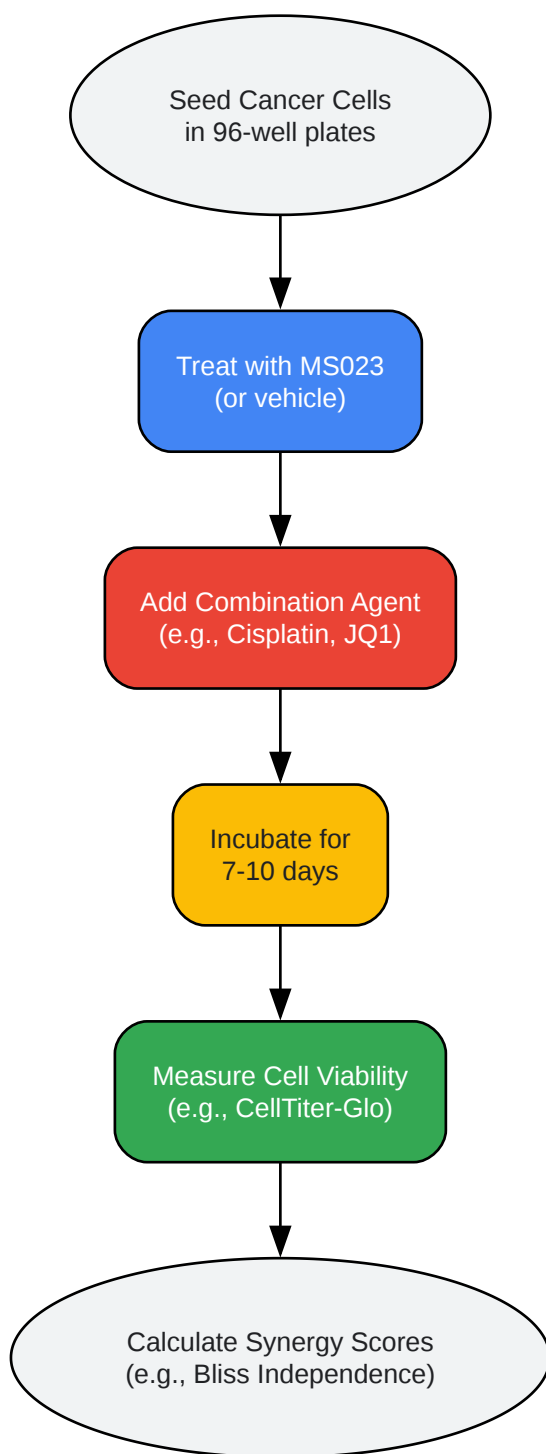 Seed Cancer Cells
in 96-well plates
Treat with MS023
(or vehicle)
Add Combination Agent
(e.g., Cisplatin, JQ1)
Incubate for
7-10 days
Measure Cell Viability
(e.g., CellTiter-Glo)
Calculate Synergy Scores
(e.g., Bliss Independence)